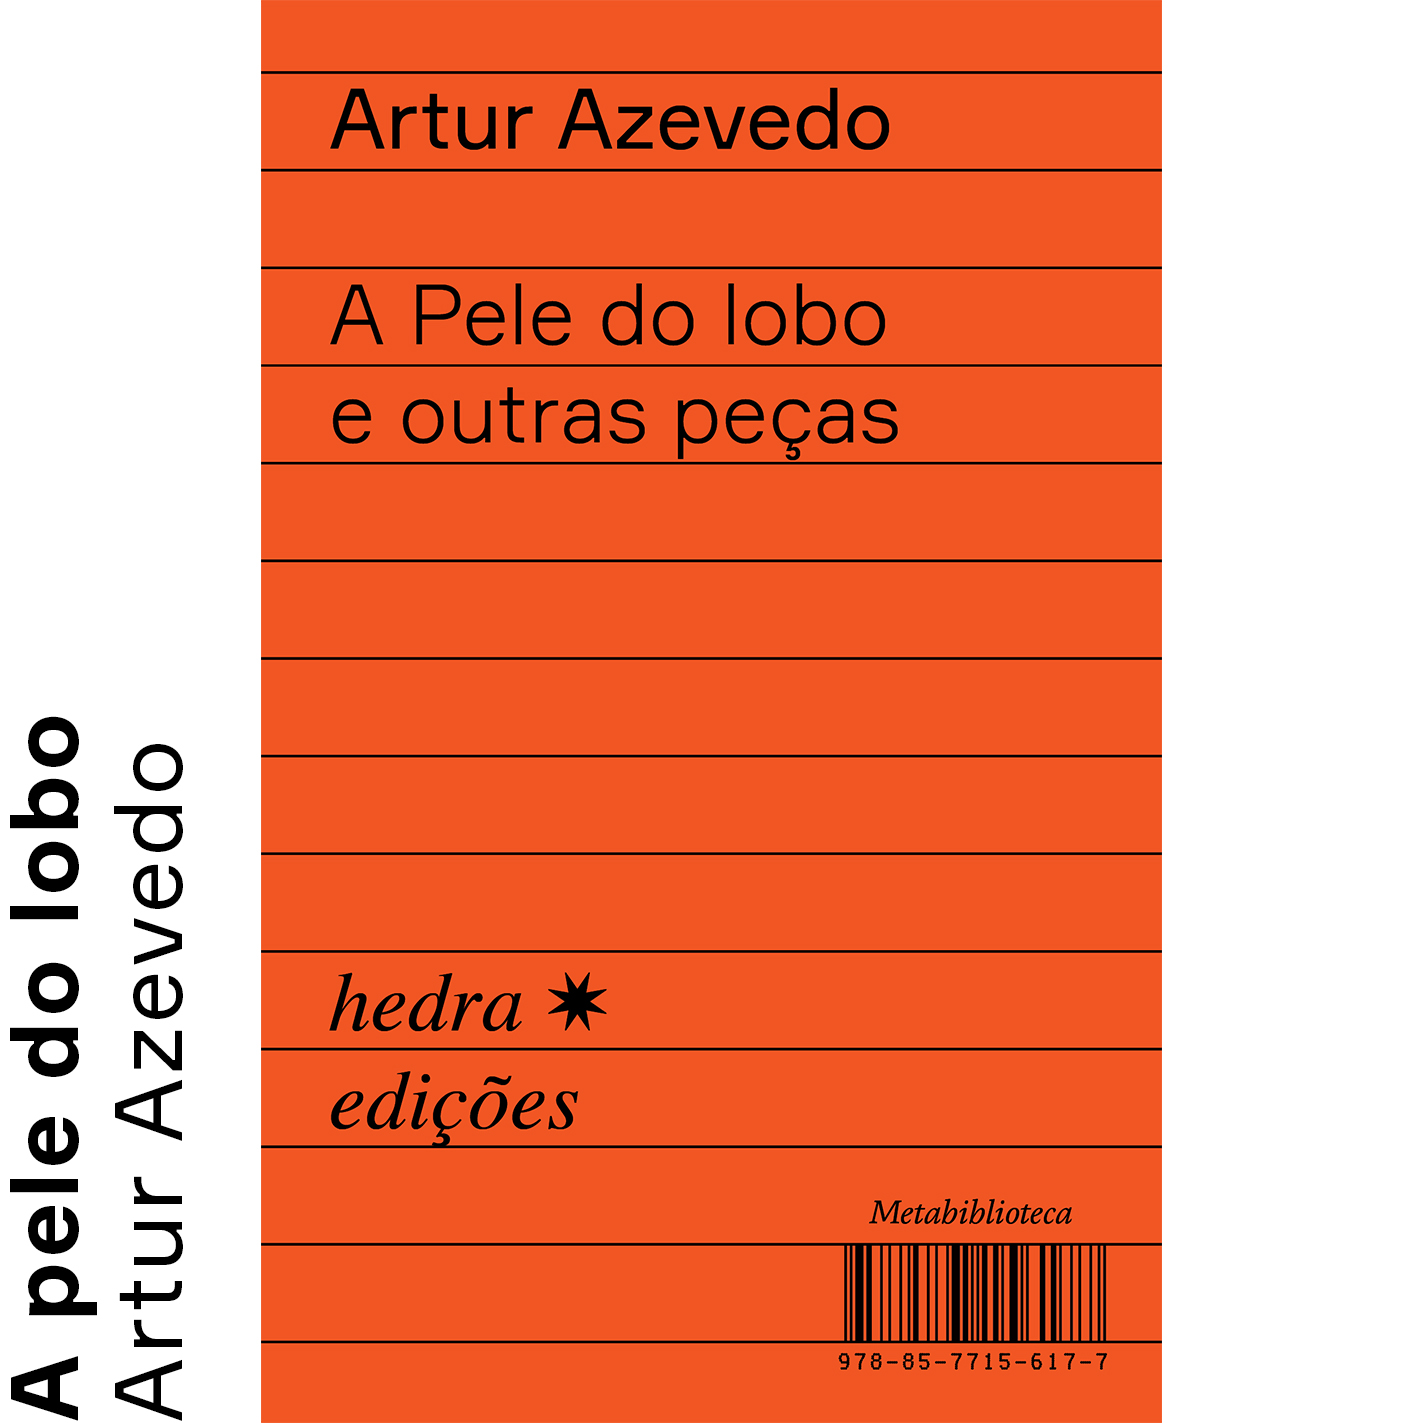 A pele do lobo
Artur Azevedo
Artur Azevedo
A Pele do lobo
e outras peças
hedra
edições
Metabiblioteca
978-85-7715-617-7